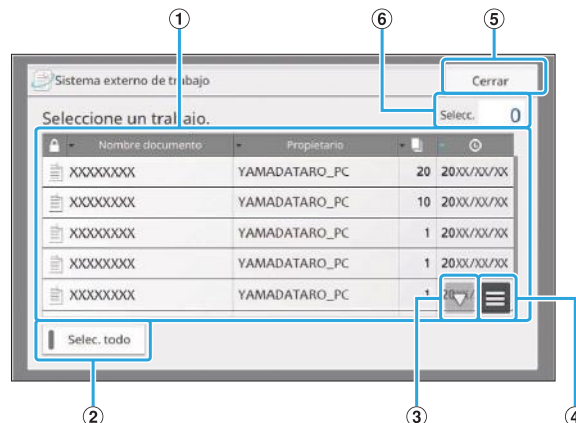 ① ⑥ ⑤
Sistema externo de trabajo Cerrar
Seleccione un trabajo. Selecc. 0
Nombre documento Propietario
XXXXXXXX YAMADATARO_PC 20 20XX/XX/XX
XXXXXXXX YAMADATARO_PC 10 20XX/XX/XX
XXXXXXXX YAMADATARO_PC 1 20XX/XX/XX
XXXXXXXX YAMADATARO_PC 1 20XX/XX/XX
XXXXXXXX YAMADATARO_PC 1
Selec. todo
② ③ ④